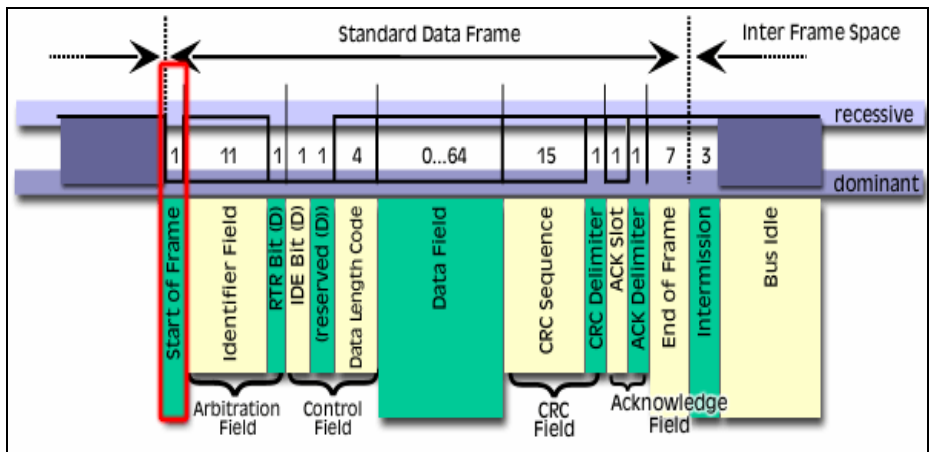 Standard Data Frame
Inter Frame Space
recessive
1 11 1 1 1 4 0...64 15 1 1 1 7 3
dominant
Start of Frame
Identifier Field
RTR Bit (D)
IDE Bit (D)
(reserved (D))
Data Length Code
Data Field
CRC Sequence
CRC Delimiter
ACK Slot
ACK Delimiter
End of Frame
Intermission
Bus Idle
Arbitration
Field
Control
Field
CRC
Field
Acknowledge
Field